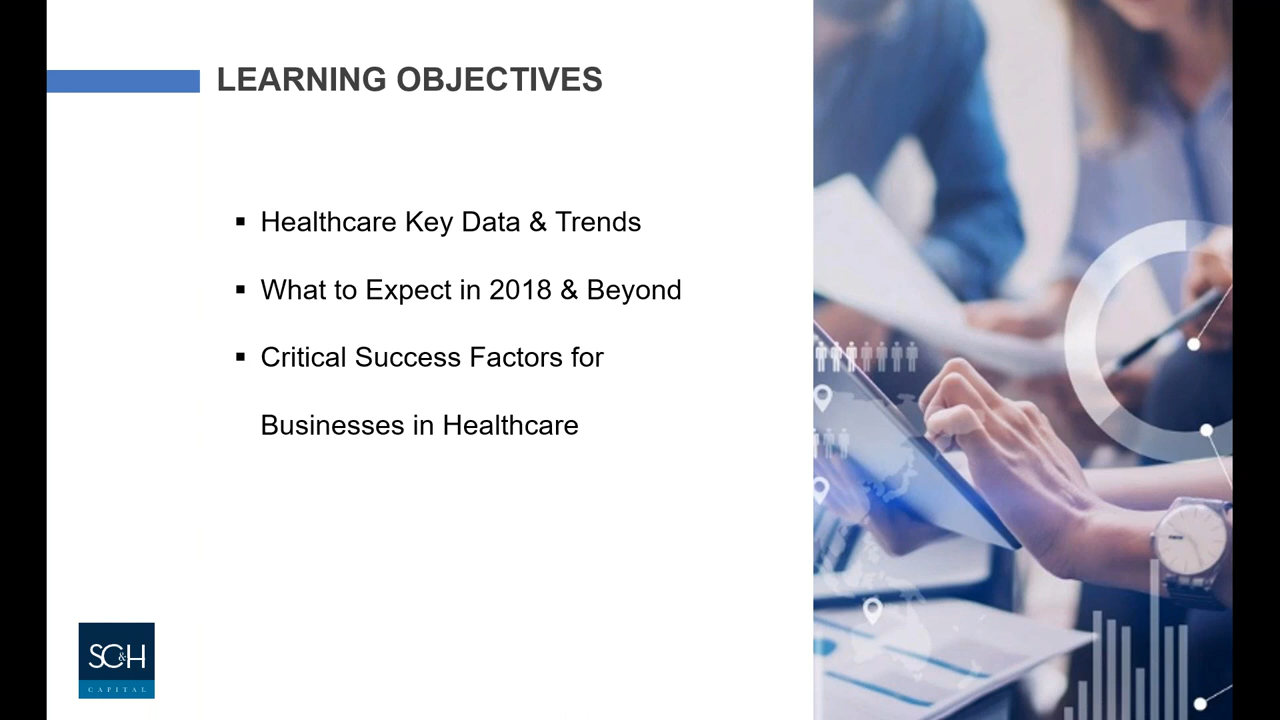 LEARNING OBJECTIVES
▪ Healthcare Key Data & Trends
▪ What to Expect in 2018 & Beyond
▪ Critical Success Factors for
Businesses in Healthcare
SC&H
CAPITAL